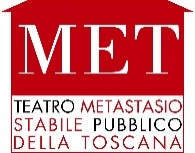 MET
TEATRO METASTASIO
STABILE PUBBLICO
DELLA TOSCANA